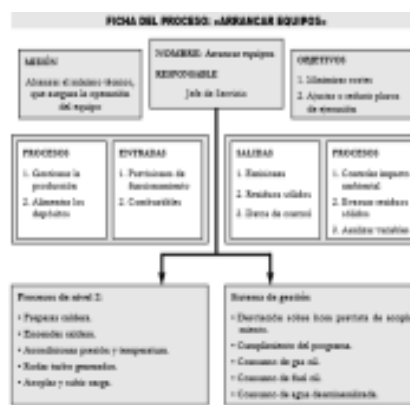 FICHA DEL PROCESO: «ARRANCAR EQUIPOS»
MISIÓN
Alcanzar el mínimo técnico,
que asegura la operación
del equipo
NOMBRE: Arrancar equipos
RESPONSABLE
Jefe de Servicio
OBJETIVOS
1. Minimizar costes
2. Ajustar o reducir plazos
de ejecución
PROCESOS
1. Gestionar la
producción
2. Alimentar los
depósitos
ENTRADAS
1. Previsiones de
funcionamiento
2. Combustibles
SALIDAS
1. Emisiones
2. Residuos sólidos
3. Datos de control
PROCESOS
1. Controlar impacto
ambiental
2. Evacuar residuos
sólidos
3. Analizar variables
Procesos de nivel 2:
• Preparar caldera.
• Encender caldera.
• Acondicionar presión y temperatura.
• Rodar turbo generador.
• Acoplar y subir carga.
Sistema de gestión:
• Desviación sobre hora prevista de acopla-
miento.
• Cumplimiento del programa.
• Consumo de gas oil.
• Consumo de fuel oil.
• Consumo de agua desmineralizada.